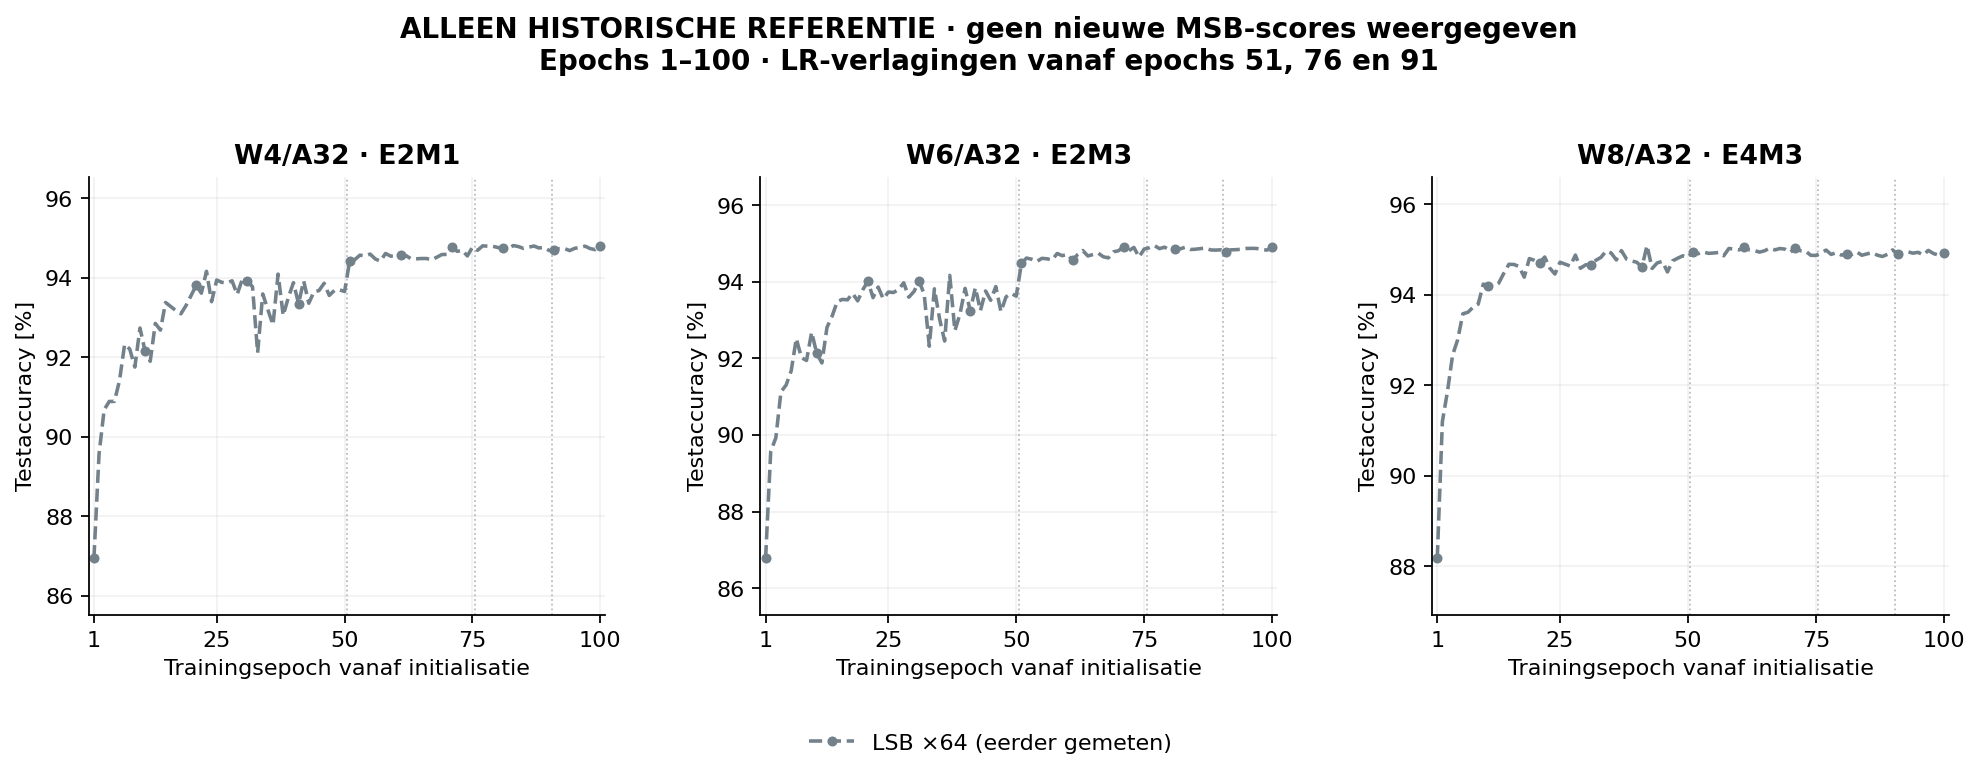 ALLEEN HISTORISCHE REFERENTIE · geen nieuwe MSB-scores weergegeven
Epochs 1–100 · LR-verlagingen vanaf epochs 51, 76 en 91
W4/A32 · E2M1
96
94
92
90
88
86
Testaccuracy [%]
1 25 50 75 100
Trainingsepoch vanaf initialisatie
W6/A32 · E2M3
96
94
92
90
88
86
Testaccuracy [%]
1 25 50 75 100
Trainingsepoch vanaf initialisatie
W8/A32 · E4M3
96
94
92
90
88
Testaccuracy [%]
1 25 50 75 100
Trainingsepoch vanaf initialisatie
LSB ×64 (eerder gemeten)